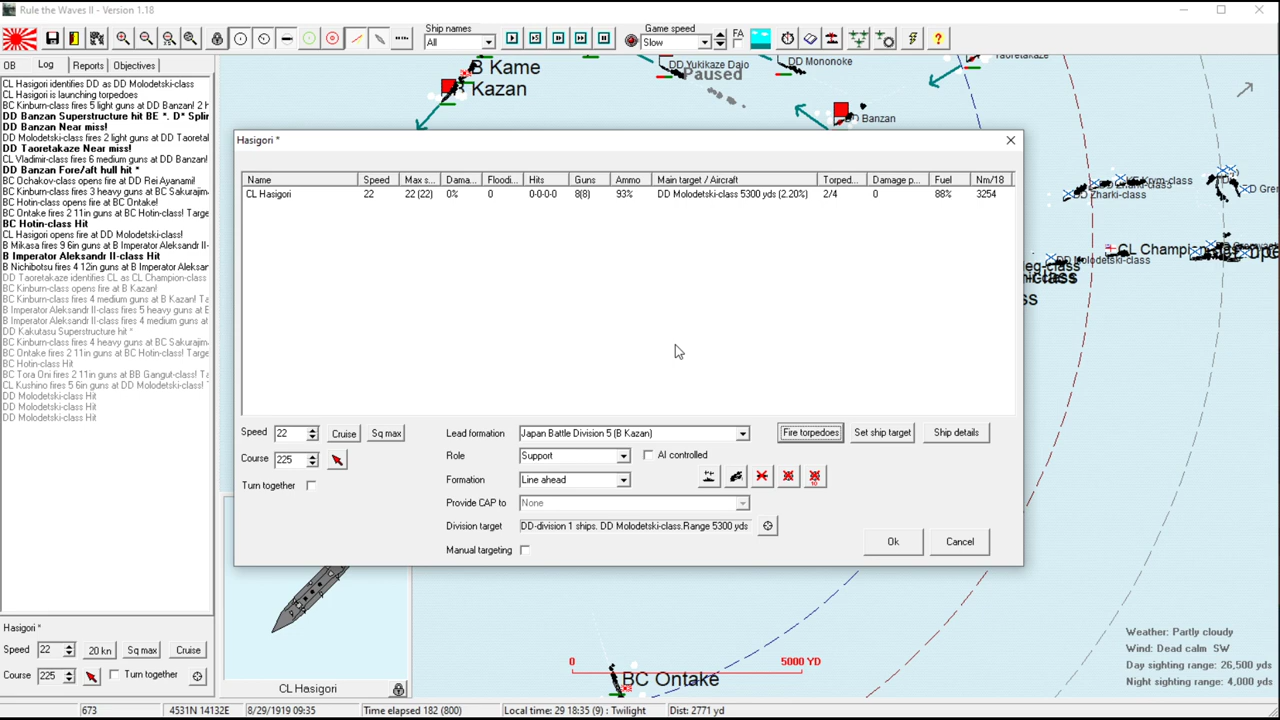 Rule the Waves II - Version 1.18
Ship names
All
Game speed
Slow
FA
OB Log Reports Objectives
CL Hasigori identifies DD as DD Molodetski-class
CL Hasigori is launching torpedoes
BC Kinburn-class fires 5 light guns at DD Banzan! 2 h
DD Banzan Superstructure hit BE *. D* Splin
DD Banzan Near miss!
DD Molodetski-class fires 2 light guns at DD Taoretal
DD Taoretakaze Near miss!
CL Vladimir-class fires 6 medium guns at DD Banzan!
DD Banzan Fore/aft hull hit *
BC Ochakov-class opens fire at DD Rei Ayanami!
BC Kinburn-class fires 3 heavy guns at BC Sakurajim
BC Hotin-class opens fire at BC Ontake!
BC Ontake fires 2 11in guns at BC Hotin-class! Targe
BC Hotin-class Hit
CL Hasigori opens fire at DD Molodetski-class!
B Mikasa fires 9 6in guns at B Imperator Aleksandr II-
B Imperator Aleksandr II-class Hit
B Nichibotsu fires 4 12in guns at B Imperator Aleksan
DD Taoretakaze identifies CL as CL Champion-class
BC Kinburn-class opens fire at B Kazan!
BC Kinburn-class fires 4 medium guns at B Kazan! Ta
B Imperator Aleksandr II-class fires 5 heavy guns at B
B Imperator Aleksandr II-class fires 4 medium guns at
DD Kakutasu Superstructure hit *
BC Kinburn-class fires 4 heavy guns at BC Sakurajim
BC Ontake fires 2 11in guns at BC Hotin-class! Targe
BC Hotin-class Hit
BC Tora Oni fires 2 11in guns at BB Gangut-class! Ta
CL Kushino fires 5 6in guns at DD Molodetski-class!
DD Molodetski-class Hit
DD Molodetski-class Hit
DD Molodetski-class Hit
B Kame
Kazan
DD Yukikaze Dajo
DD Mononoke
Taoretakaze
Paused
DD Banzan
DD Zharki-class
DD Molodetski-class
BC Ontake
Hasigori *
Name Speed Max s... Dama... Floodi... Hits Guns Ammo Main target / Aircraft Torped... Damage p... Fuel Nm/18
CL Hasigori 22 22 (22) 0% 0 0-0-0-0 8(8) 93% DD Molodetski-class 5300 yds (2.20%) 2/4 0 88% 3254
Speed 22 Cruise Sq max
Course 225
Turn together
Lead formation Japan Battle Division 5 (B Kazan)
Role Support AI controlled
Formation Line ahead
Provide CAP to None
Division target DD-division 1 ships. DD Molodetski-class.Range 5300 yds
Manual targeting
Fire torpedoes Set ship target Ship details
Ok Cancel
Hasigori *
Speed 22 20 kn Sq max Cruise
Course 225 Turn together
CL Hasigori
0 5000 YD
Weather: Partly cloudy
Wind: Dead calm SW
Day sighting range: 26,500 yds
Night sighting range: 4,000 yds
673 4531N 14132E 8/29/1919 09:35 Time elapsed 182 (800) Local time: 29 18:35 (9) : Twilight Dist: 2771 yd